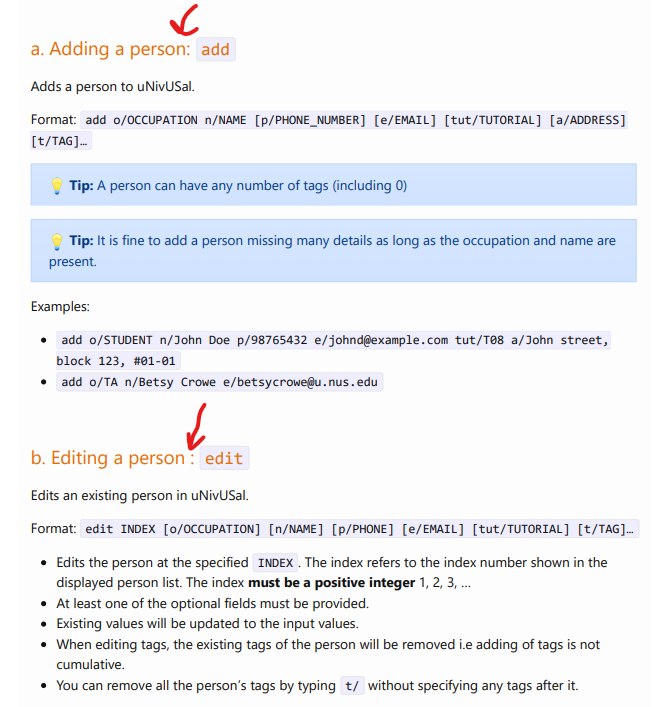 a. Adding a person: add
Adds a person to uNivUSal.
Format: add o/OCCUPATION n/NAME [p/PHONE_NUMBER] [e/EMAIL] [tut/TUTORIAL] [a/ADDRESS]
[t/TAG]…
💡 Tip: A person can have any number of tags (including 0)
💡 Tip: It is fine to add a person missing many details as long as the occupation and name are
present.
Examples:
• add o/STUDENT n/John Doe p/98765432 e/johnd@example.com tut/T08 a/John street,
block 123, #01-01
• add o/TA n/Betsy Crowe e/betsycrowe@u.nus.edu
b. Editing a person : edit
Edits an existing person in uNivUSal.
Format: edit INDEX [o/OCCUPATION] [n/NAME] [p/PHONE] [e/EMAIL] [tut/TUTORIAL] [t/TAG]…
• Edits the person at the specified INDEX. The index refers to the index number shown in the
displayed person list. The index must be a positive integer 1, 2, 3, …
• At least one of the optional fields must be provided.
• Existing values will be updated to the input values.
• When editing tags, the existing tags of the person will be removed i.e adding of tags is not
cumulative.
• You can remove all the person’s tags by typing t/ without specifying any tags after it.